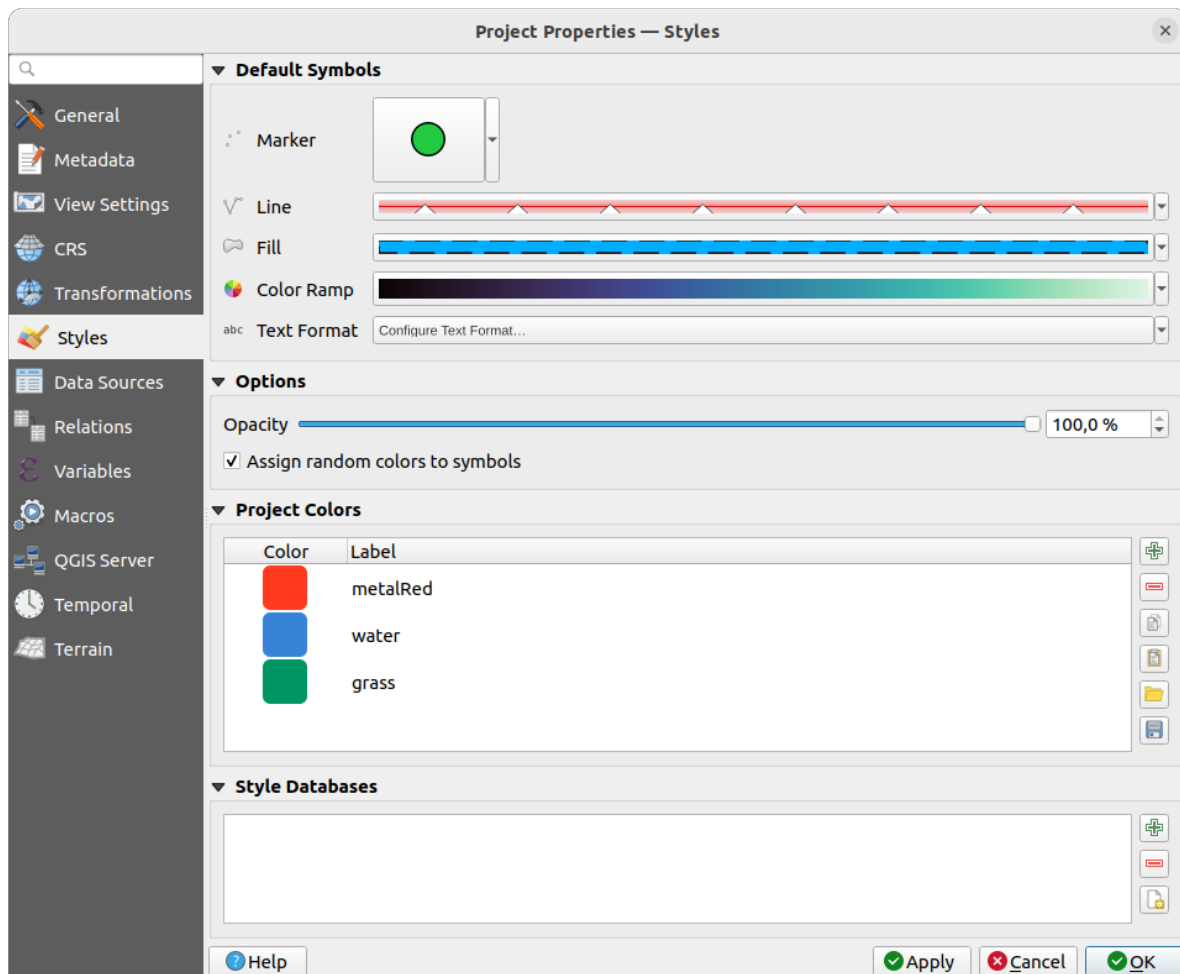 Project Properties — Styles
General
Metadata
View Settings
CRS
Transformations
Styles
Data Sources
Relations
Variables
Macros
QGIS Server
Temporal
Terrain
Default Symbols
Marker
Line
Fill
Color Ramp
abc Text Format Configure Text Format...
Options
Opacity 100,0 %
Assign random colors to symbols
Project Colors
Color Label
metalRed
water
grass
Style Databases
Help Apply Cancel OK